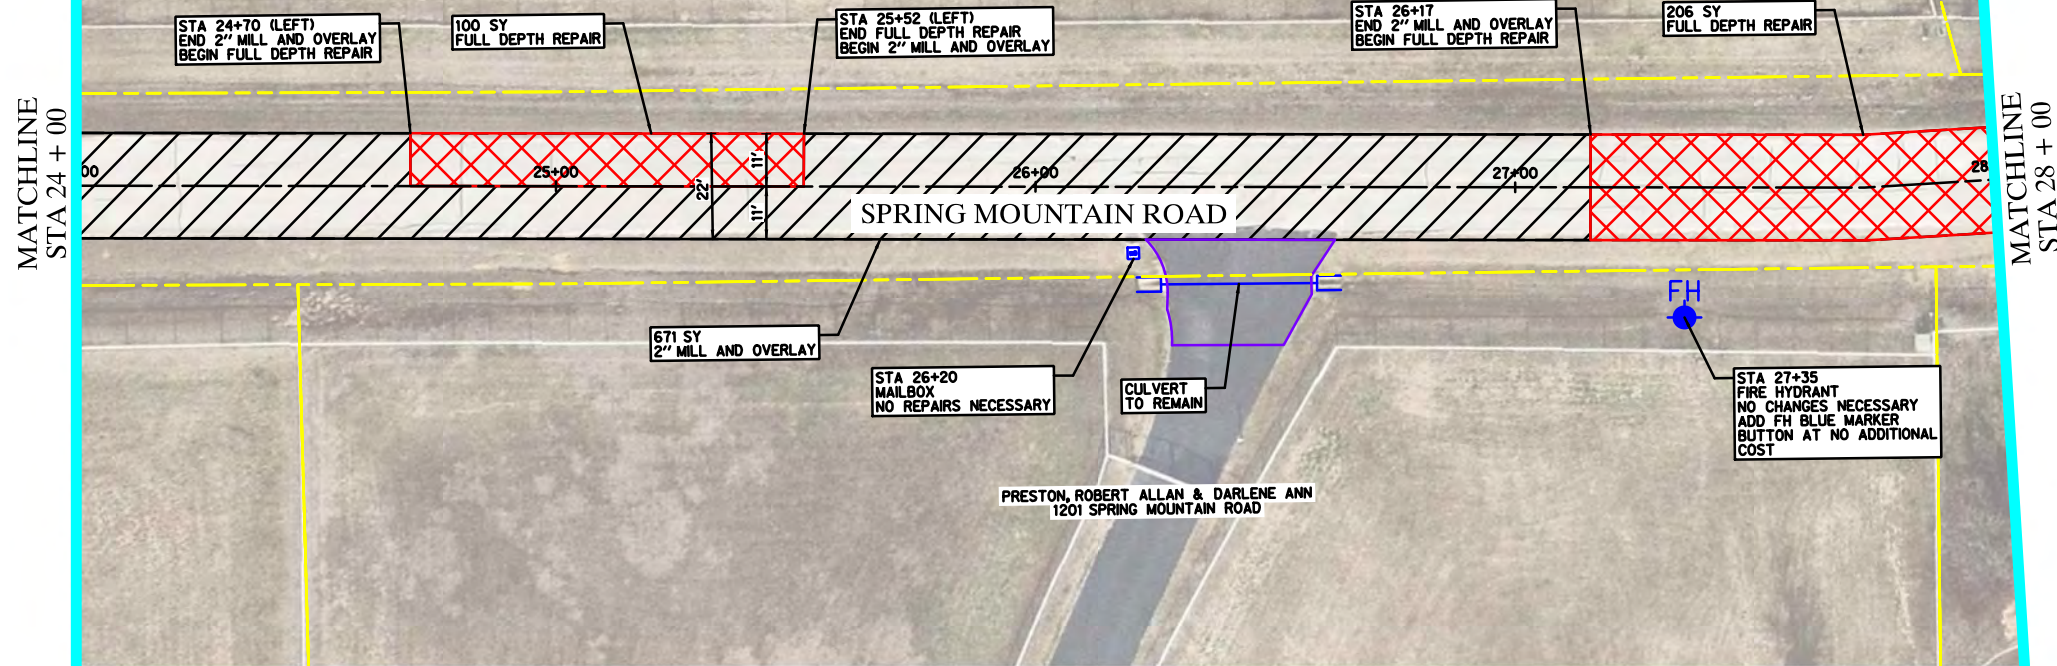 STA 24+70 (LEFT)
END 2" MILL AND OVERLAY
BEGIN FULL DEPTH REPAIR
100 SY
FULL DEPTH REPAIR
STA 25+52 (LEFT)
END FULL DEPTH REPAIR
BEGIN 2" MILL AND OVERLAY
STA 26+17
END 2" MILL AND OVERLAY
BEGIN FULL DEPTH REPAIR
206 SY
FULL DEPTH REPAIR
MATCHLINE
STA 24 + 00
MATCHLINE
STA 28 + 00
00
25+00
26+00
27+00
28
22'
11'
11'
SPRING MOUNTAIN ROAD
671 SY
2" MILL AND OVERLAY
STA 26+20
MAILBOX
NO REPAIRS NECESSARY
CULVERT
TO REMAIN
FH
STA 27+35
FIRE HYDRANT
NO CHANGES NECESSARY
ADD FH BLUE MARKER
BUTTON AT NO ADDITIONAL
COST
PRESTON, ROBERT ALLAN & DARLENE ANN
1201 SPRING MOUNTAIN ROAD